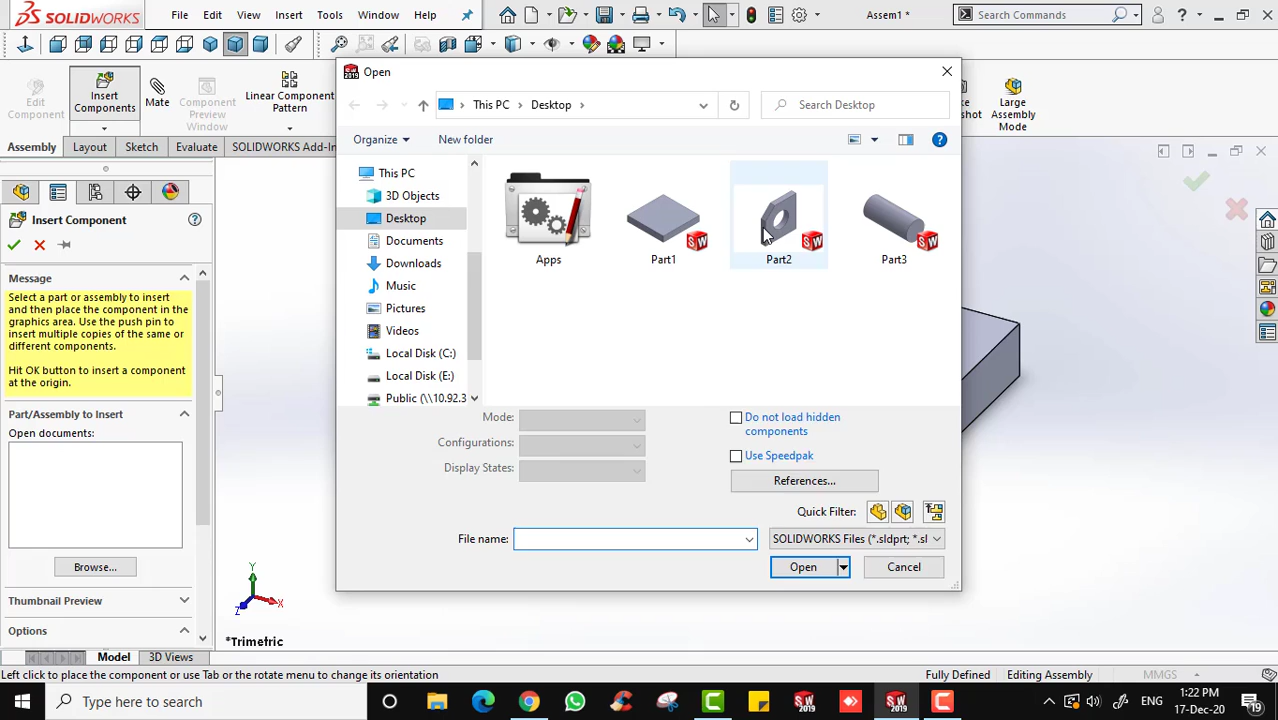 SOLIDWORKS
File Edit View Insert Tools Window Help
Assem1 *
Search Commands
Edit
Component
Insert
Components
Mate
Component
Preview
Window
Linear Component
Pattern
Large
Assembly
Mode
Assembly Layout Sketch Evaluate SOLIDWORKS Add-In
Insert Component
Message
Select a part or assembly to insert
and then place the component in
the graphics area. Use the push pin to
insert multiple copies of the same or
different components.
Hit OK button to insert a component
at the origin.
Part/Assembly to Insert
Open documents:
Browse...
Thumbnail Preview
Options
Open
This PC > Desktop >
Search Desktop
Organize
New folder
This PC
3D Objects
Desktop
Documents
Downloads
Music
Pictures
Videos
Local Disk (C:)
Local Disk (E:)
Public (\\10.92.3
Apps
Part1
Part2
Part3
Mode:
Configurations:
Display States:
Do not load hidden
components
Use Speedpak
References...
Quick Filter:
File name:
SOLIDWORKS Files (*.sldprt; *.sl
Open
Cancel
Y
X
Z
*Trimetric
Model 3D Views
Left click to place the component or use Tab or the rotate menu to change its orientation
Fully Defined
Editing Assembly
MMGS
Type here to search
ENG
1:22 PM
17-Dec-20
19